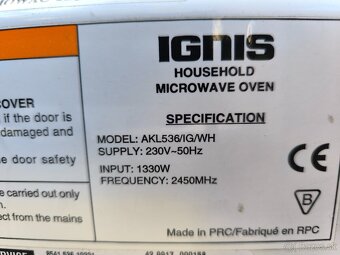 IGNIS
HOUSEHOLD
MICROWAVE OVEN
SPECIFICATION
MODEL: AKL536/IG/WH
SUPPLY: 230V~50Hz
INPUT: 1330W
FREQUENCY: 2450MHz
CE
B
Made in PRC/Fabriqué en RPC
COVER
if the door is
damaged and
e door safety
e carried out only
ect from the mains